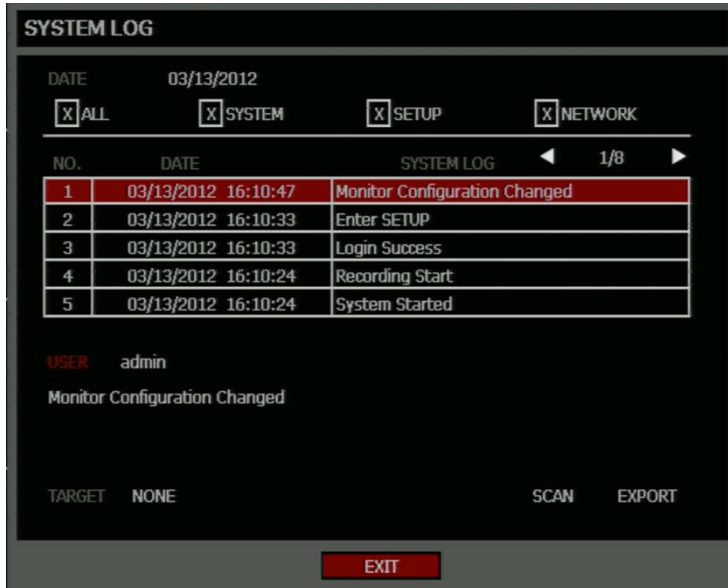 SYSTEM LOG
DATE 03/13/2012
X ALL X SYSTEM X SETUP X NETWORK
NO. DATE SYSTEM LOG ◀ 1/8 ▶
1 03/13/2012 16:10:47 Monitor Configuration Changed
2 03/13/2012 16:10:33 Enter SETUP
3 03/13/2012 16:10:33 Login Success
4 03/13/2012 16:10:24 Recording Start
5 03/13/2012 16:10:24 System Started
USER admin
Monitor Configuration Changed
TARGET NONE SCAN EXPORT
EXIT